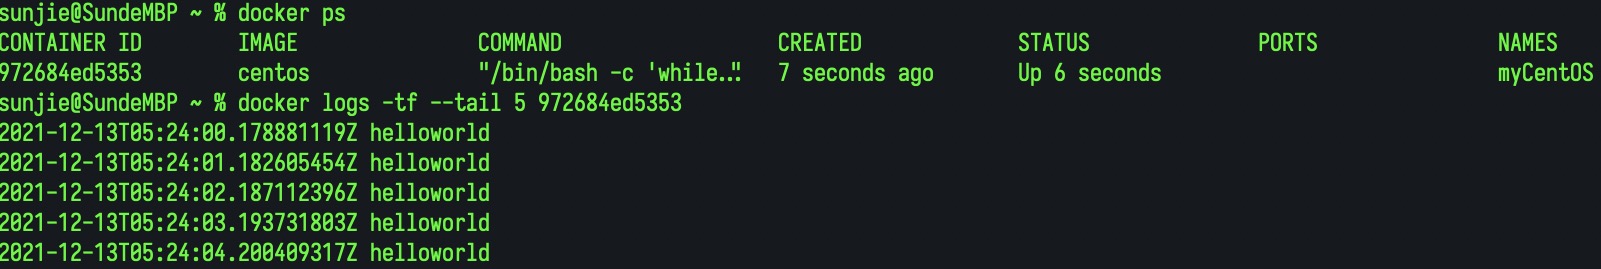 sunjie@SundeMBP ~ % docker ps
CONTAINER ID        IMAGE               COMMAND                  CREATED             STATUS              PORTS               NAMES
972684ed5353        centos              "/bin/bash -c 'while…"   7 seconds ago       Up 6 seconds                            myCentOS
sunjie@SundeMBP ~ % docker logs -tf --tail 5 972684ed5353
2021-12-13T05:24:00.178881119Z helloworld
2021-12-13T05:24:01.182605454Z helloworld
2021-12-13T05:24:02.187112396Z helloworld
2021-12-13T05:24:03.193731803Z helloworld
2021-12-13T05:24:04.200409317Z helloworld